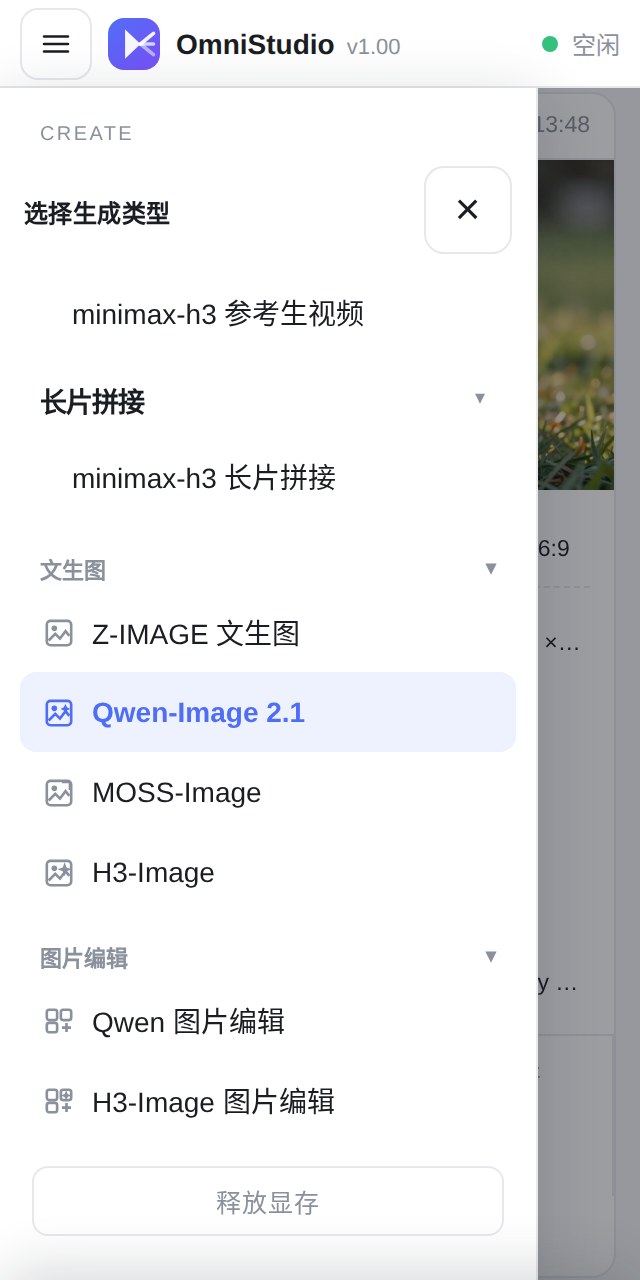 OmniStudio v1.00 空闲
CREATE
13:48
选择生成类型
minimax-h3 参考生视频
长片拼接
minimax-h3 长片拼接
6:9
文生图
Z-IMAGE 文生图
×...
Qwen-Image 2.1
MOSS-Image
H3-Image
图片编辑
y ...
Qwen 图片编辑
H3-Image 图片编辑
释放显存